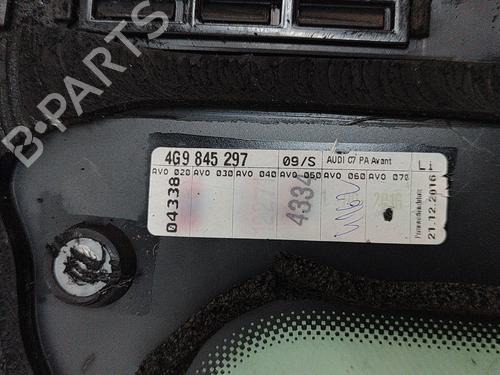 B-PARTS
4G9 845 297
09/S
AUDI C7 PA Avant
L
AVO 020
AVO 030
AVO 040
AVO 050
AVO 060
AVO 070
04338
4334
21.12.2016